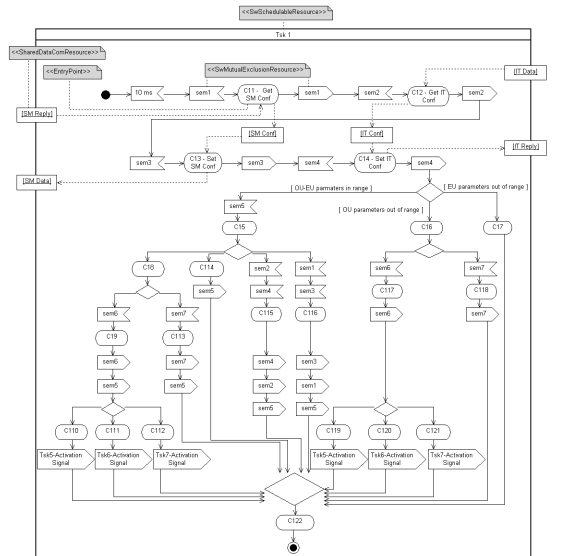 <<SwSchedulableResource>>
Tsk 1
<<SharedDataComResource>>
<<EntryPoint>>
<<SwMutualExclusionResource>>
[IT Data]
10 ms
sem1
C11 - Get
SM Conf
sem1
sem2
C12 - Get IT
Conf
sem2
[SM Reply]
[SM Conf]
[IT Conf]
[IT Reply]
sem3
C13 - Set
SM Conf
sem3
sem4
C14 - Set IT
Conf
sem4
[SM Data]
[ OU-EU parmaters in range ]
[ EU parameters out of range ]
[ OU parameters out of range ]
sem5
C15
C16
C17
C18
C114
sem2
sem1
sem6
sem7
sem5
sem4
sem3
C117
C118
sem6
sem7
C115
C116
sem6
sem7
C19
C113
sem6
sem7
sem4
sem3
sem5
sem5
sem2
sem1
sem5
sem5
C110
C111
C112
C119
C120
C121
Tsk5-Activation
Signal
Tsk6-Activation
Signal
Tsk7-Activation
Signal
Tsk5-Activation
Signal
Tsk6-Activation
Signal
Tsk7-Activation
Signal
C122